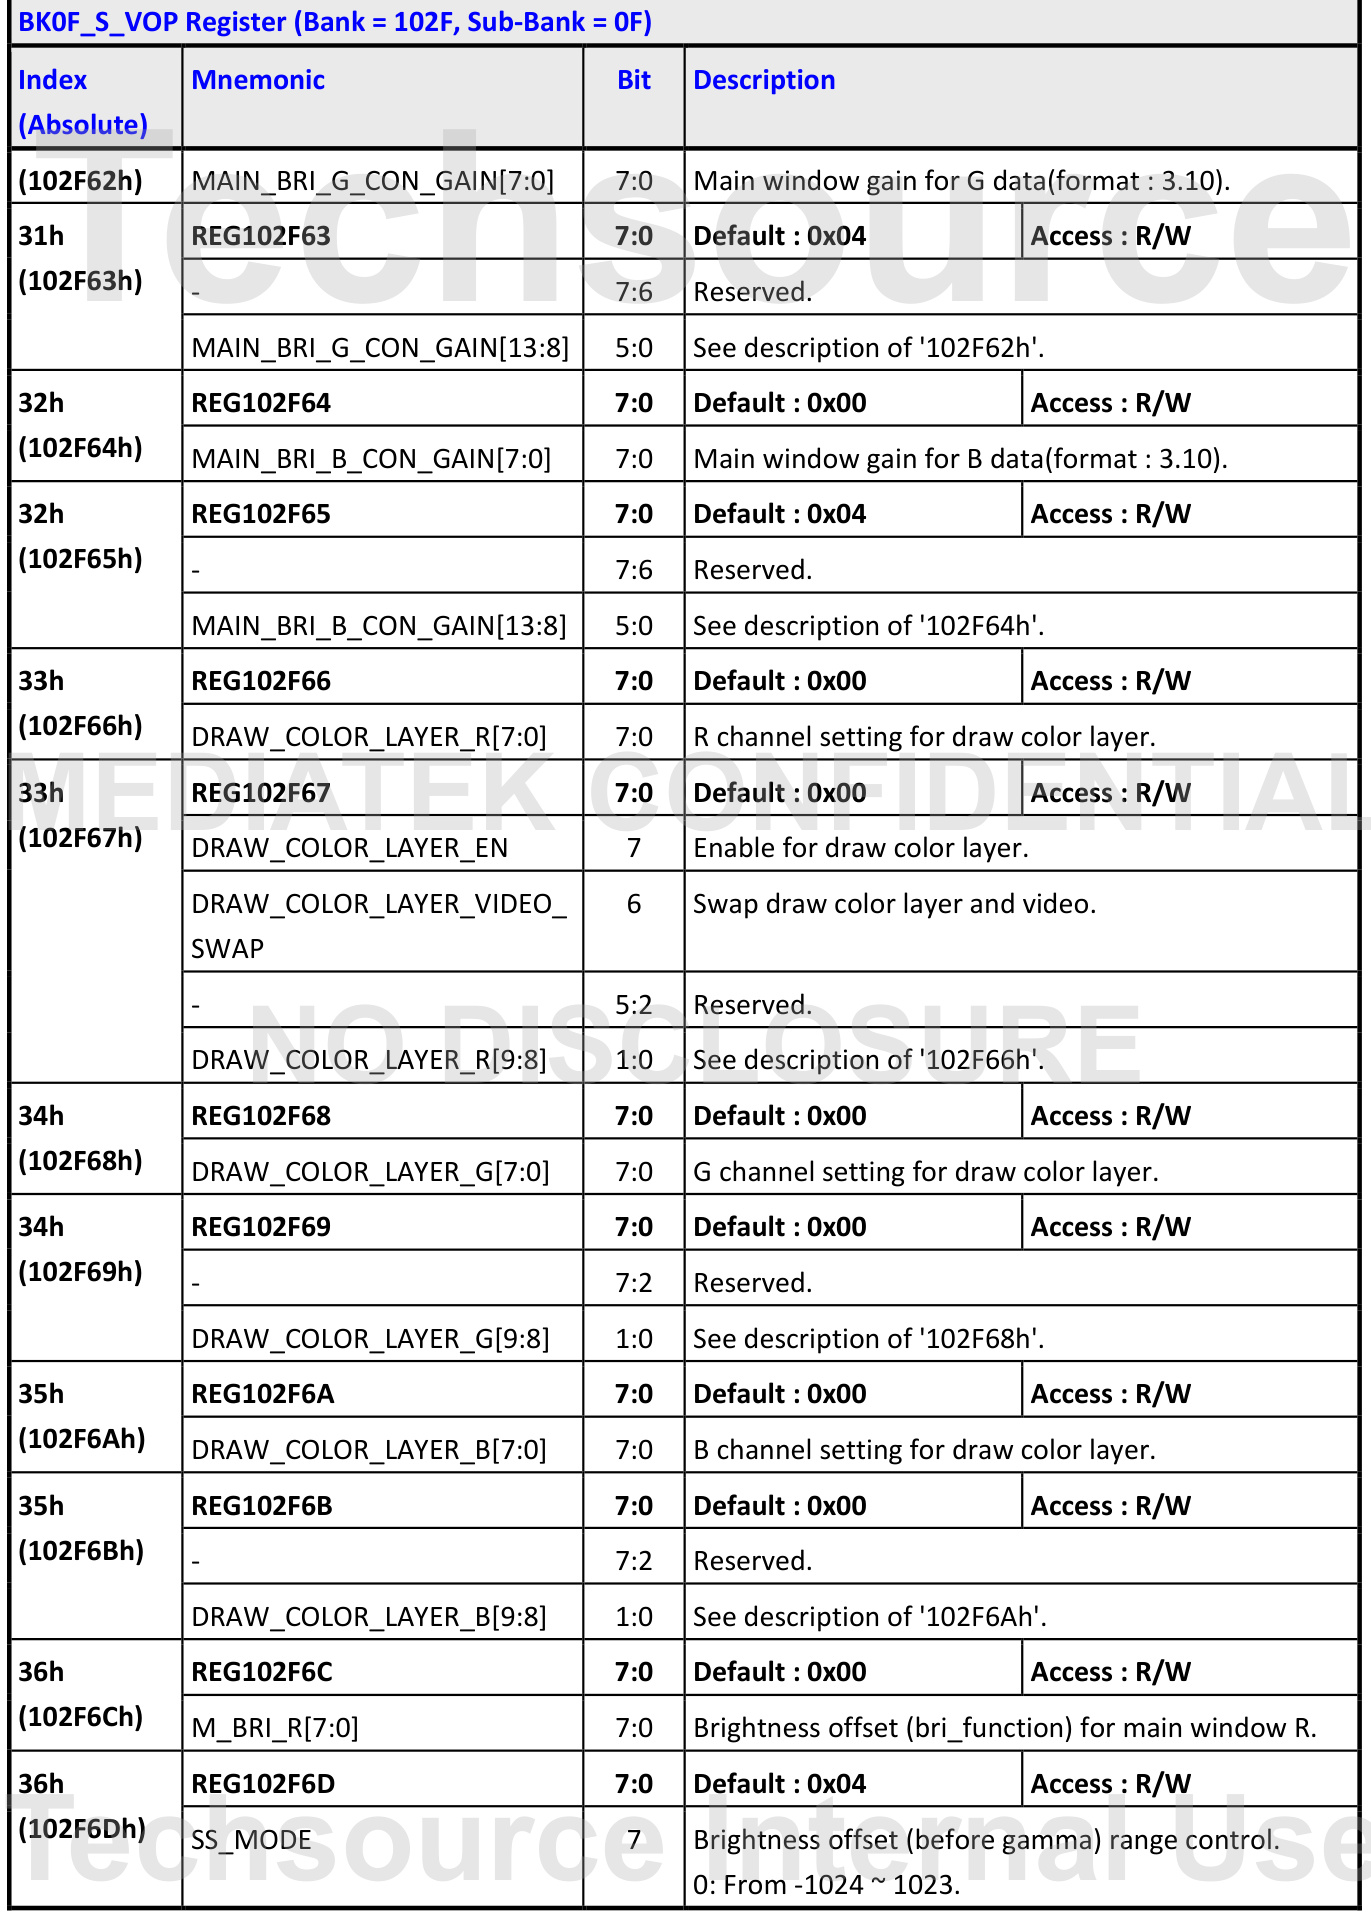 BK0F_S_VOP Register (Bank = 102F, Sub-Bank = 0F)
Index (Absolute) Mnemonic Bit Description
(102F62h) MAIN_BRI_G_CON_GAIN[7:0] 7:0 Main window gain for G data(format : 3.10).
31h REG102F63 7:0 Default : 0x04 Access : R/W
(102F63h) - 7:6 Reserved.
MAIN_BRI_G_CON_GAIN[13:8] 5:0 See description of '102F62h'.
32h REG102F64 7:0 Default : 0x00 Access : R/W
(102F64h) MAIN_BRI_B_CON_GAIN[7:0] 7:0 Main window gain for B data(format : 3.10).
32h REG102F65 7:0 Default : 0x04 Access : R/W
(102F65h) - 7:6 Reserved.
MAIN_BRI_B_CON_GAIN[13:8] 5:0 See description of '102F64h'.
33h REG102F66 7:0 Default : 0x00 Access : R/W
(102F66h) DRAW_COLOR_LAYER_R[7:0] 7:0 R channel setting for draw color layer.
33h REG102F67 7:0 Default : 0x00 Access : R/W
(102F67h) DRAW_COLOR_LAYER_EN 7 Enable for draw color layer.
DRAW_COLOR_LAYER_VIDEO_ 6 Swap draw color layer and video.
SWAP
- 5:2 Reserved.
DRAW_COLOR_LAYER_R[9:8] 1:0 See description of '102F66h'.
34h REG102F68 7:0 Default : 0x00 Access : R/W
(102F68h) DRAW_COLOR_LAYER_G[7:0] 7:0 G channel setting for draw color layer.
34h REG102F69 7:0 Default : 0x00 Access : R/W
(102F69h) - 7:2 Reserved.
DRAW_COLOR_LAYER_G[9:8] 1:0 See description of '102F68h'.
35h REG102F6A 7:0 Default : 0x00 Access : R/W
(102F6Ah) DRAW_COLOR_LAYER_B[7:0] 7:0 B channel setting for draw color layer.
35h REG102F6B 7:0 Default : 0x00 Access : R/W
(102F6Bh) - 7:2 Reserved.
DRAW_COLOR_LAYER_B[9:8] 1:0 See description of '102F6Ah'.
36h REG102F6C 7:0 Default : 0x00 Access : R/W
(102F6Ch) M_BRI_R[7:0] 7:0 Brightness offset (bri_function) for main window R.
36h REG102F6D 7:0 Default : 0x04 Access : R/W
(102F6Dh) SS_MODE 7 Brightness offset (before gamma) range control.
0: From -1024 ~ 1023.
Techsource
MEDIATEK CONFIDENTIAL
NO DISCLOSURE
Techsource Internal Use